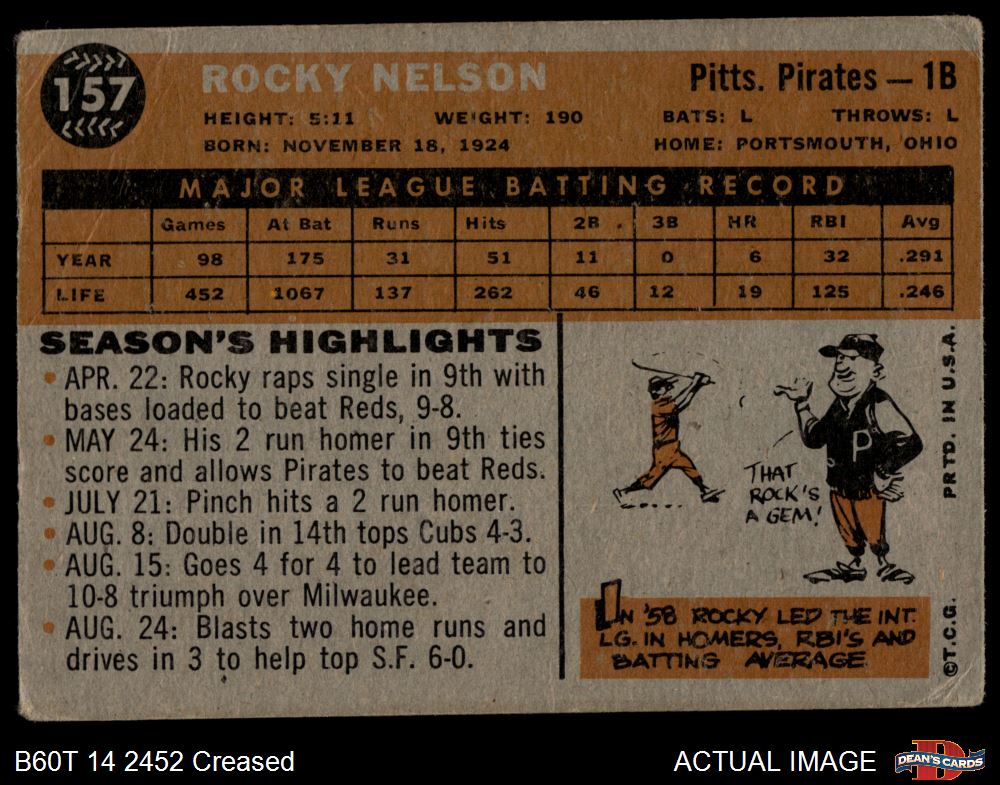 157
ROCKY NELSON
Pitts. Pirates — 1B
HEIGHT: 5:11 WEIGHT: 190 BATS: L THROWS: L
BORN: NOVEMBER 18, 1924 HOME: PORTSMOUTH, OHIO
MAJOR LEAGUE BATTING RECORD
Games At Bat Runs Hits 2B 3B HR RBI Avg
YEAR 98 175 31 51 11 0 6 32 .291
LIFE 452 1067 137 262 46 12 19 125 .246
SEASON'S HIGHLIGHTS
• APR. 22: Rocky raps single in 9th with
bases loaded to beat Reds, 9-8.
• MAY 24: His 2 run homer in 9th ties
score and allows Pirates to beat Reds.
• JULY 21: Pinch hits a 2 run homer.
• AUG. 8: Double in 14th tops Cubs 4-3.
• AUG. 15: Goes 4 for 4 to lead team to
10-8 triumph over Milwaukee.
• AUG. 24: Blasts two home runs and
drives in 3 to help top S.F. 6-0.
P
THAT
ROCK'S
A GEM!
IN '58 ROCKY LED THE INT.
LG. IN HOMERS, RBI'S AND
BATTING AVERAGE
©T.C.G. PRTD. IN U.S.A.
B60T 14 2452 Creased
ACTUAL IMAGE
D
DEAN'S CARDS